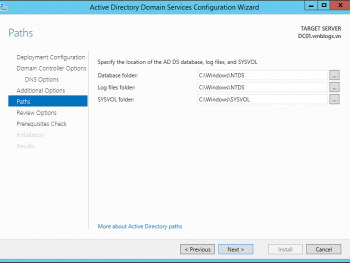 Active Directory Domain Services Configuration Wizard
Paths
TARGET SERVER
DC01.vmblogs.vn
Deployment Configuration
Domain Controller Options
DNS Options
Additional Options
Paths
Review Options
Prerequisites Check
Installation
Results
Specify the location of the AD DS database, log files, and SYSVOL
Database folder: C:\Windows\NTDS ...
Log files folder: C:\Windows\NTDS ...
SYSVOL folder: C:\Windows\SYSVOL ...
More about Active Directory paths
< Previous Next > Install Cancel